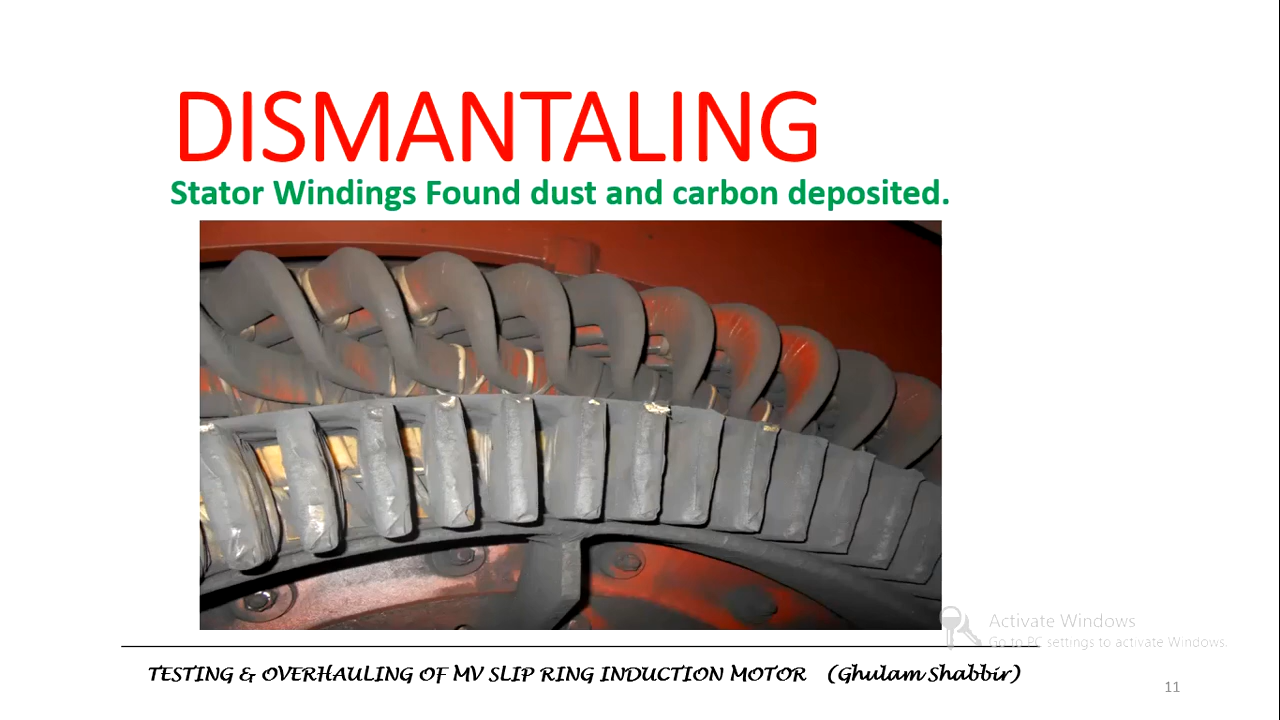 DISMANTALING
Stator Windings Found dust and carbon deposited.
Activate Windows
Go to PC settings to activate Windows.
TESTING & OVERHAULING OF MV SLIP RING INDUCTION MOTOR (Ghulam Shabbir)
11